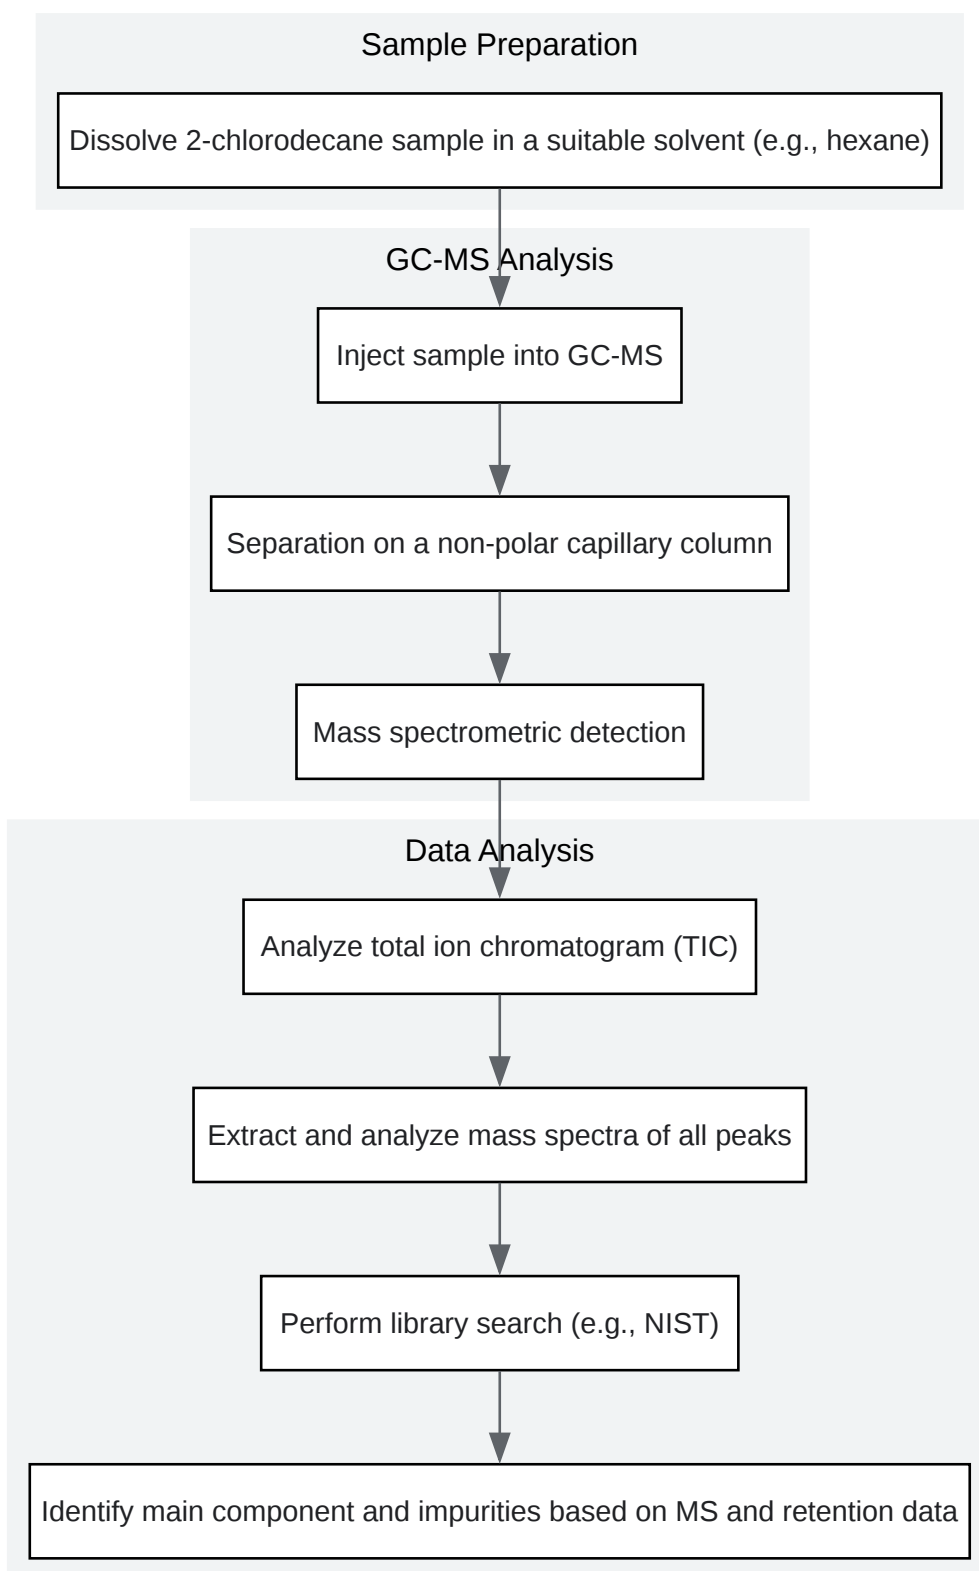 Sample Preparation
Dissolve 2-chlorodecane sample in a suitable solvent (e.g., hexane)
GC-MS Analysis
Inject sample into GC-MS
Separation on a non-polar capillary column
Mass spectrometric detection
Data Analysis
Analyze total ion chromatogram (TIC)
Extract and analyze mass spectra of all peaks
Perform library search (e.g., NIST)
Identify main component and impurities based on MS and retention data